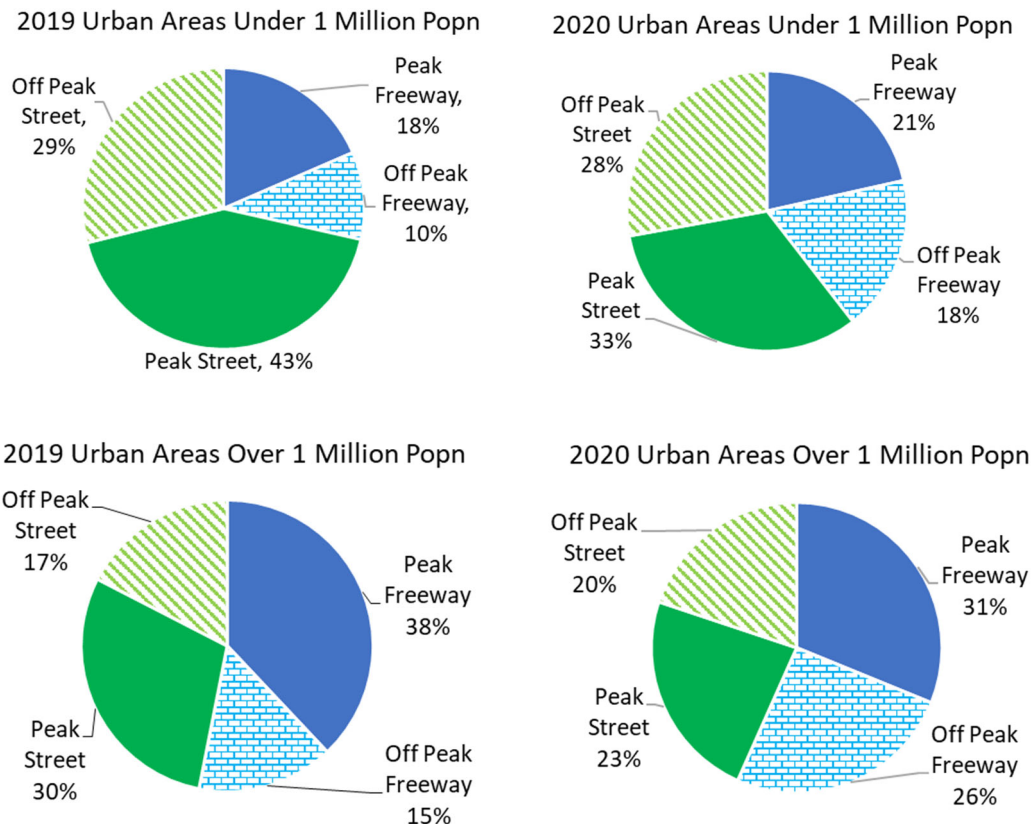 2019 Urban Areas Under 1 Million Popn
Off Peak
Street,
29%
Peak
Freeway,
18%
Off Peak
Freeway,
10%
Peak Street, 43%
2020 Urban Areas Under 1 Million Popn
Off Peak
Street
28%
Peak
Freeway
21%
Off Peak
Freeway
18%
Peak
Street
33%
2019 Urban Areas Over 1 Million Popn
Off Peak
Street
17%
Peak
Freeway
38%
Peak
Street
30%
Off Peak
Freeway
15%
2020 Urban Areas Over 1 Million Popn
Off Peak
Street
20%
Peak
Freeway
31%
Peak
Street
23%
Off Peak
Freeway
26%